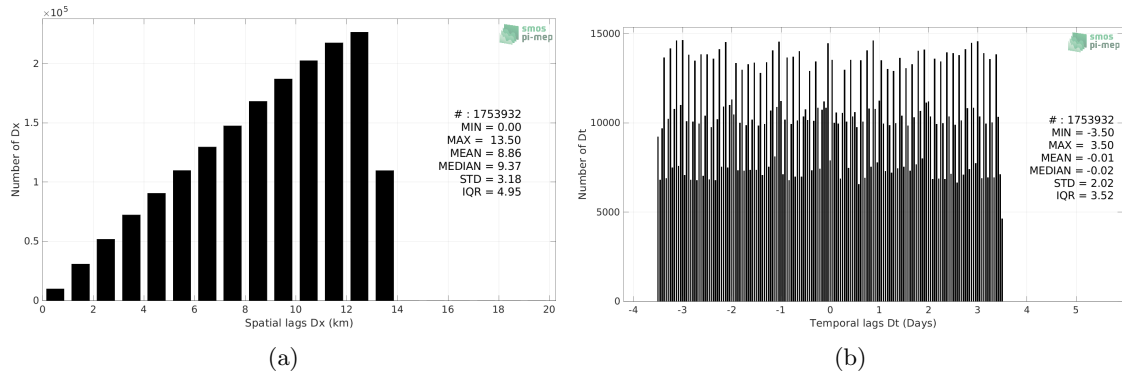 ×10⁵
smos
pi-mep
Number of Dx
2
1.5
1
0.5
0
# : 1753932
MIN = 0.00
MAX = 13.50
MEAN = 8.86
MEDIAN = 9.37
STD = 3.18
IQR = 4.95
0 2 4 6 8 10 12 14 16 18 20
Spatial lags Dx (km)
(a)
smos
pi-mep
Number of Dt
15000
10000
5000
0
# : 1753932
MIN = -3.50
MAX = 3.50
MEAN = -0.01
MEDIAN = -0.02
STD = 2.02
IQR = 3.52
-4 -3 -2 -1 0 1 2 3 4 5
Temporal lags Dt (Days)
(b)